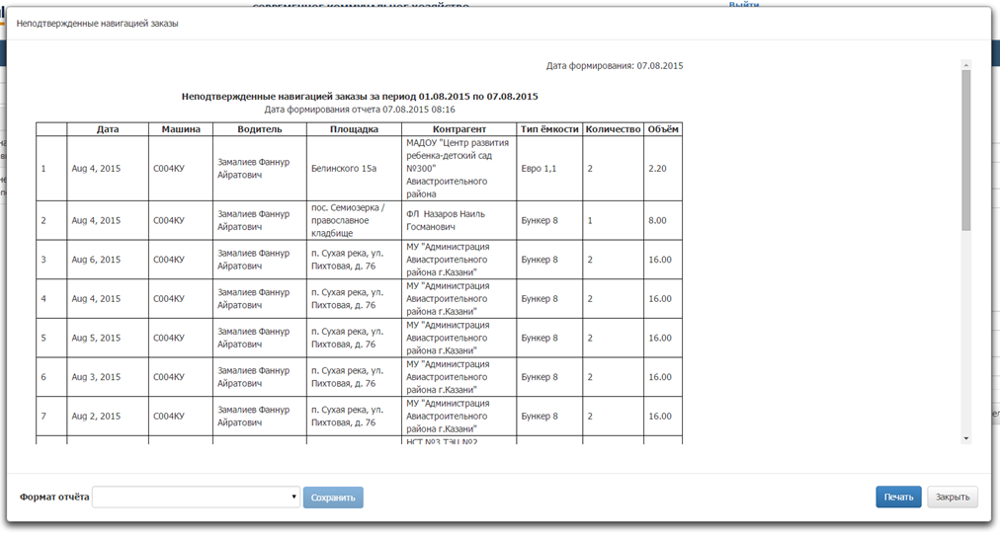 СОВРЕМЕННОЕ КОММУНАЛЬНОЕ ХОЗЯЙСТВО
Выйти
Неподтвержденные навигацией заказы
Дата формирования: 07.08.2015
Неподтвержденные навигацией заказы за период 01.08.2015 по 07.08.2015
Дата формирования отчета 07.08.2015 08:16
Дата Машина Водитель Площадка Контрагент Тип ёмкости Количество Объём
1 Aug 4, 2015 С004КУ Замалиев Фаннур Айратович Белинского 15а МАДОУ "Центр развития ребенка-детский сад №300" Авиастроительного района Евро 1,1 2 2.20
2 Aug 4, 2015 С004КУ Замалиев Фаннур Айратович пос. Семиозерка / православное кладбище ФЛ Назаров Наиль Госманович Бункер 8 1 8.00
3 Aug 6, 2015 С004КУ Замалиев Фаннур Айратович п. Сухая река, ул. Пихтовая, д. 76 МУ "Администрация Авиастроительного района г.Казани" Бункер 8 2 16.00
4 Aug 4, 2015 С004КУ Замалиев Фаннур Айратович п. Сухая река, ул. Пихтовая, д. 76 МУ "Администрация Авиастроительного района г.Казани" Бункер 8 2 16.00
5 Aug 5, 2015 С004КУ Замалиев Фаннур Айратович п. Сухая река, ул. Пихтовая, д. 76 МУ "Администрация Авиастроительного района г.Казани" Бункер 8 2 16.00
6 Aug 3, 2015 С004КУ Замалиев Фаннур Айратович п. Сухая река, ул. Пихтовая, д. 76 МУ "Администрация Авиастроительного района г.Казани" Бункер 8 2 16.00
7 Aug 2, 2015 С004КУ Замалиев Фаннур Айратович п. Сухая река, ул. Пихтовая, д. 76 МУ "Администрация Авиастроительного района г.Казани" Бункер 8 2 16.00
НСТ №3 ТЭЦ №2
Формат отчёта Сохранить Печать Закрыть